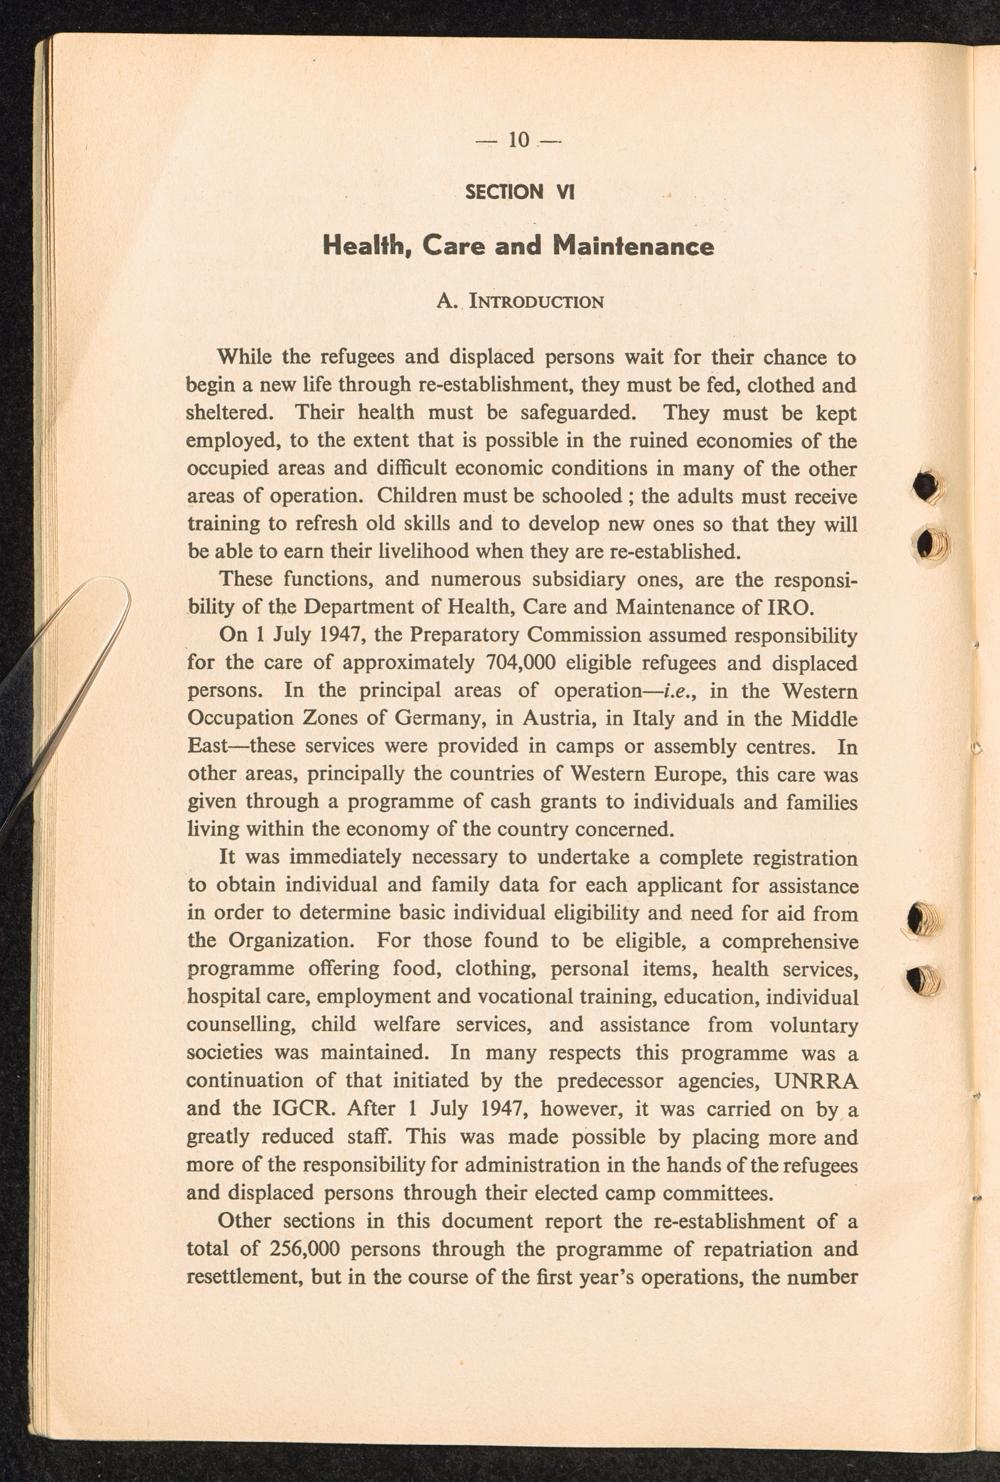 — 10 —
SECTION VI
Health, Care and Maintenance
A. INTRODUCTION
While the refugees and displaced persons wait for their chance to
begin a new life through re-establishment, they must be fed, clothed and
sheltered. Their health must be safeguarded. They must be kept
employed, to the extent that is possible in the ruined economies of the
occupied areas and difficult economic conditions in many of the other
areas of operation. Children must be schooled ; the adults must receive
training to refresh old skills and to develop new ones so that they will
be able to earn their livelihood when they are re-established.
These functions, and numerous subsidiary ones, are the responsi-
bility of the Department of Health, Care and Maintenance of IRO.
On 1 July 1947, the Preparatory Commission assumed responsibility
for the care of approximately 704,000 eligible refugees and displaced
persons. In the principal areas of operation—i.e., in the Western
Occupation Zones of Germany, in Austria, in Italy and in the Middle
East—these services were provided in camps or assembly centres. In
other areas, principally the countries of Western Europe, this care was
given through a programme of cash grants to individuals and families
living within the economy of the country concerned.
It was immediately necessary to undertake a complete registration
to obtain individual and family data for each applicant for assistance
in order to determine basic individual eligibility and need for aid from
the Organization. For those found to be eligible, a comprehensive
programme offering food, clothing, personal items, health services,
hospital care, employment and vocational training, education, individual
counselling, child welfare services, and assistance from voluntary
societies was maintained. In many respects this programme was a
continuation of that initiated by the predecessor agencies, UNRRA
and the IGCR. After 1 July 1947, however, it was carried on by a
greatly reduced staff. This was made possible by placing more and
more of the responsibility for administration in the hands of the refugees
and displaced persons through their elected camp committees.
Other sections in this document report the re-establishment of a
total of 256,000 persons through the programme of repatriation and
resettlement, but in the course of the first year's operations, the number